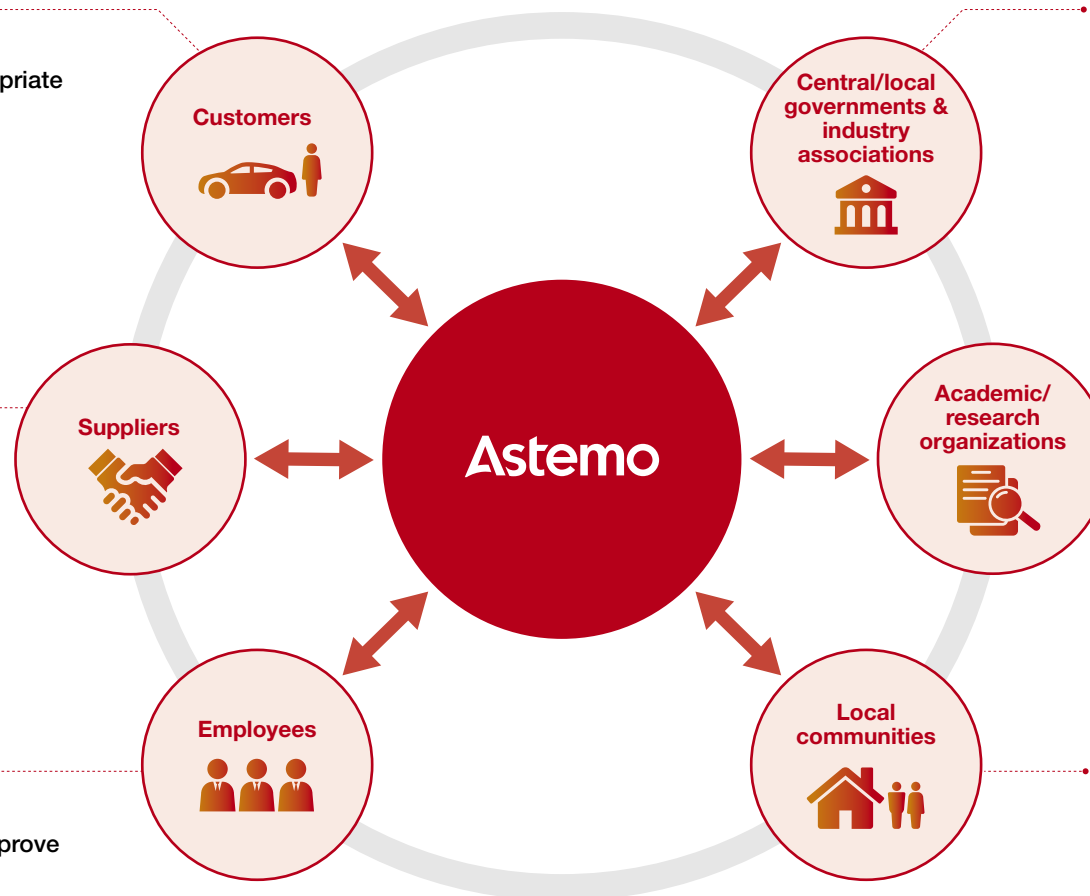 priate
Customers
Central/local
governments &
industry
associations
Suppliers
Astemo
Academic/
research
organizations
Employees
Local
communities
prove